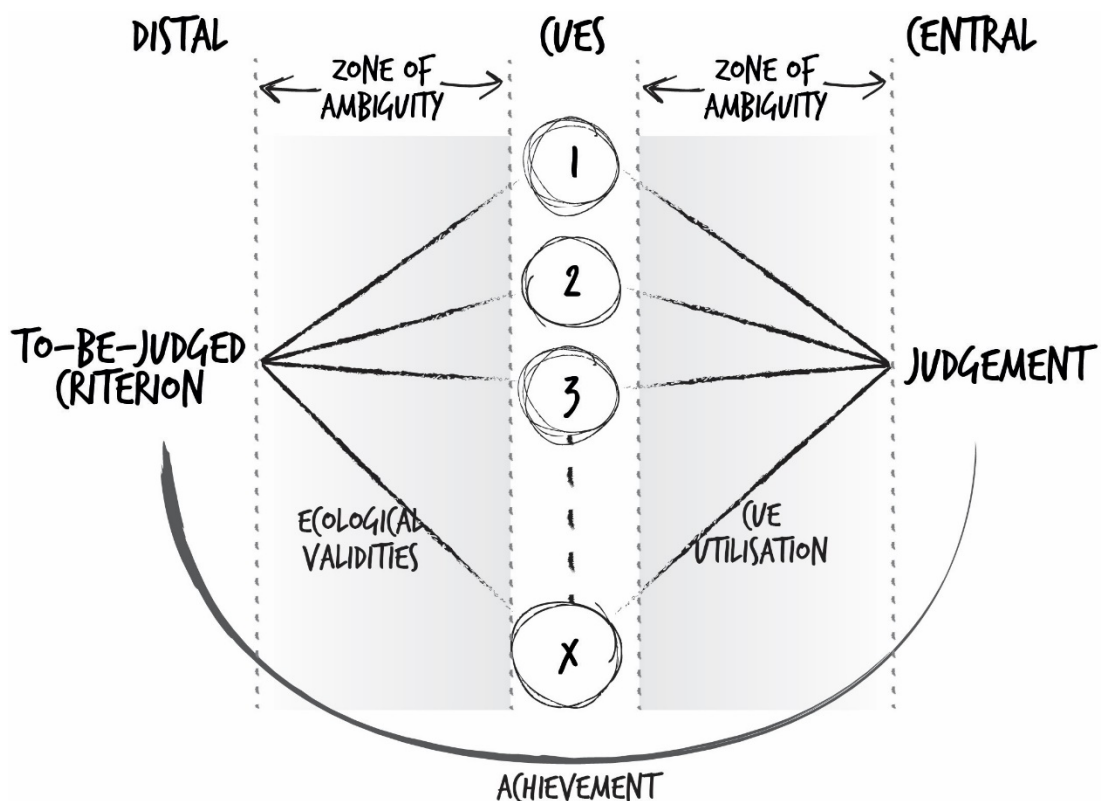 DISTAL
CUES
CENTRAL
ZONE OF
AMBIGUITY
ZONE OF
AMBIGUITY
1
2
3
X
TO-BE-JUDGED
CRITERION
JUDGEMENT
ECOLOGICAL
VALIDITIES
CUE
UTILISATION
ACHIEVEMENT